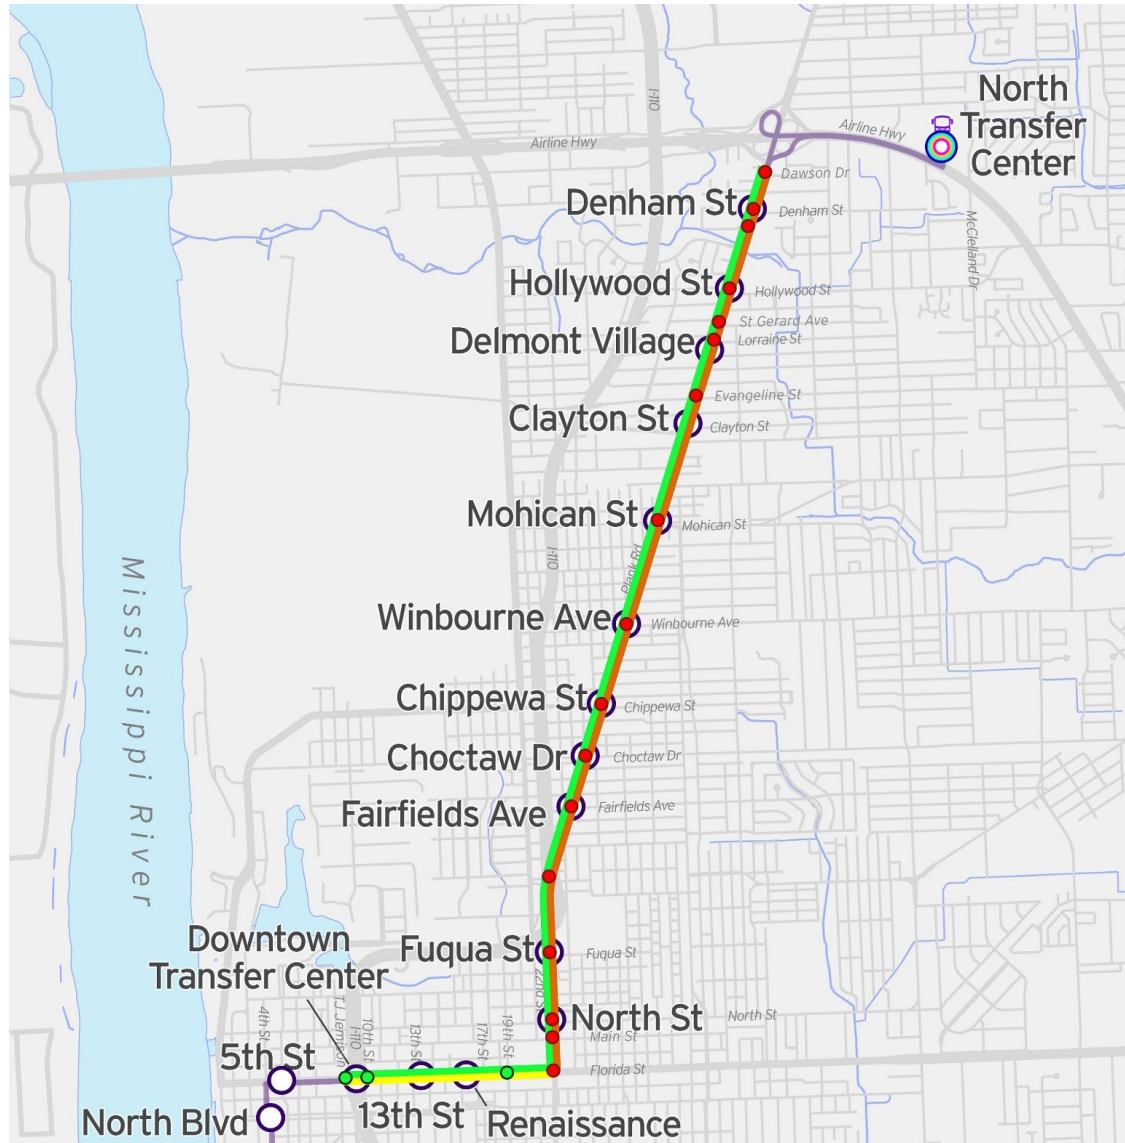 North
Transfer
Center
I-110
Airline Hwy
Airline Hwy
Dawson Dr
Denham St
Denham St
McClelland Dr
Hollywood St
Hollywood St
St Gerard Ave
Delmont Village
Lorraine St
Evangeline St
Clayton St
Clayton St
Mohican St
Mohican St
I-110
Plank Rd
Mississippi River
Winbourne Ave
Winbourne Ave
Chippewa St
Chippewa St
Choctaw Dr
Choctaw Dr
Fairfields Ave
Fairfields Ave
Downtown
Transfer Center
Fuqua St
Fuqua St
22nd St
4th St
T.J. Jemison
I-110
10th St
13th St
17th St
19th St
North St
North St
Main St
5th St
Florida St
North Blvd
13th St
Renaissance